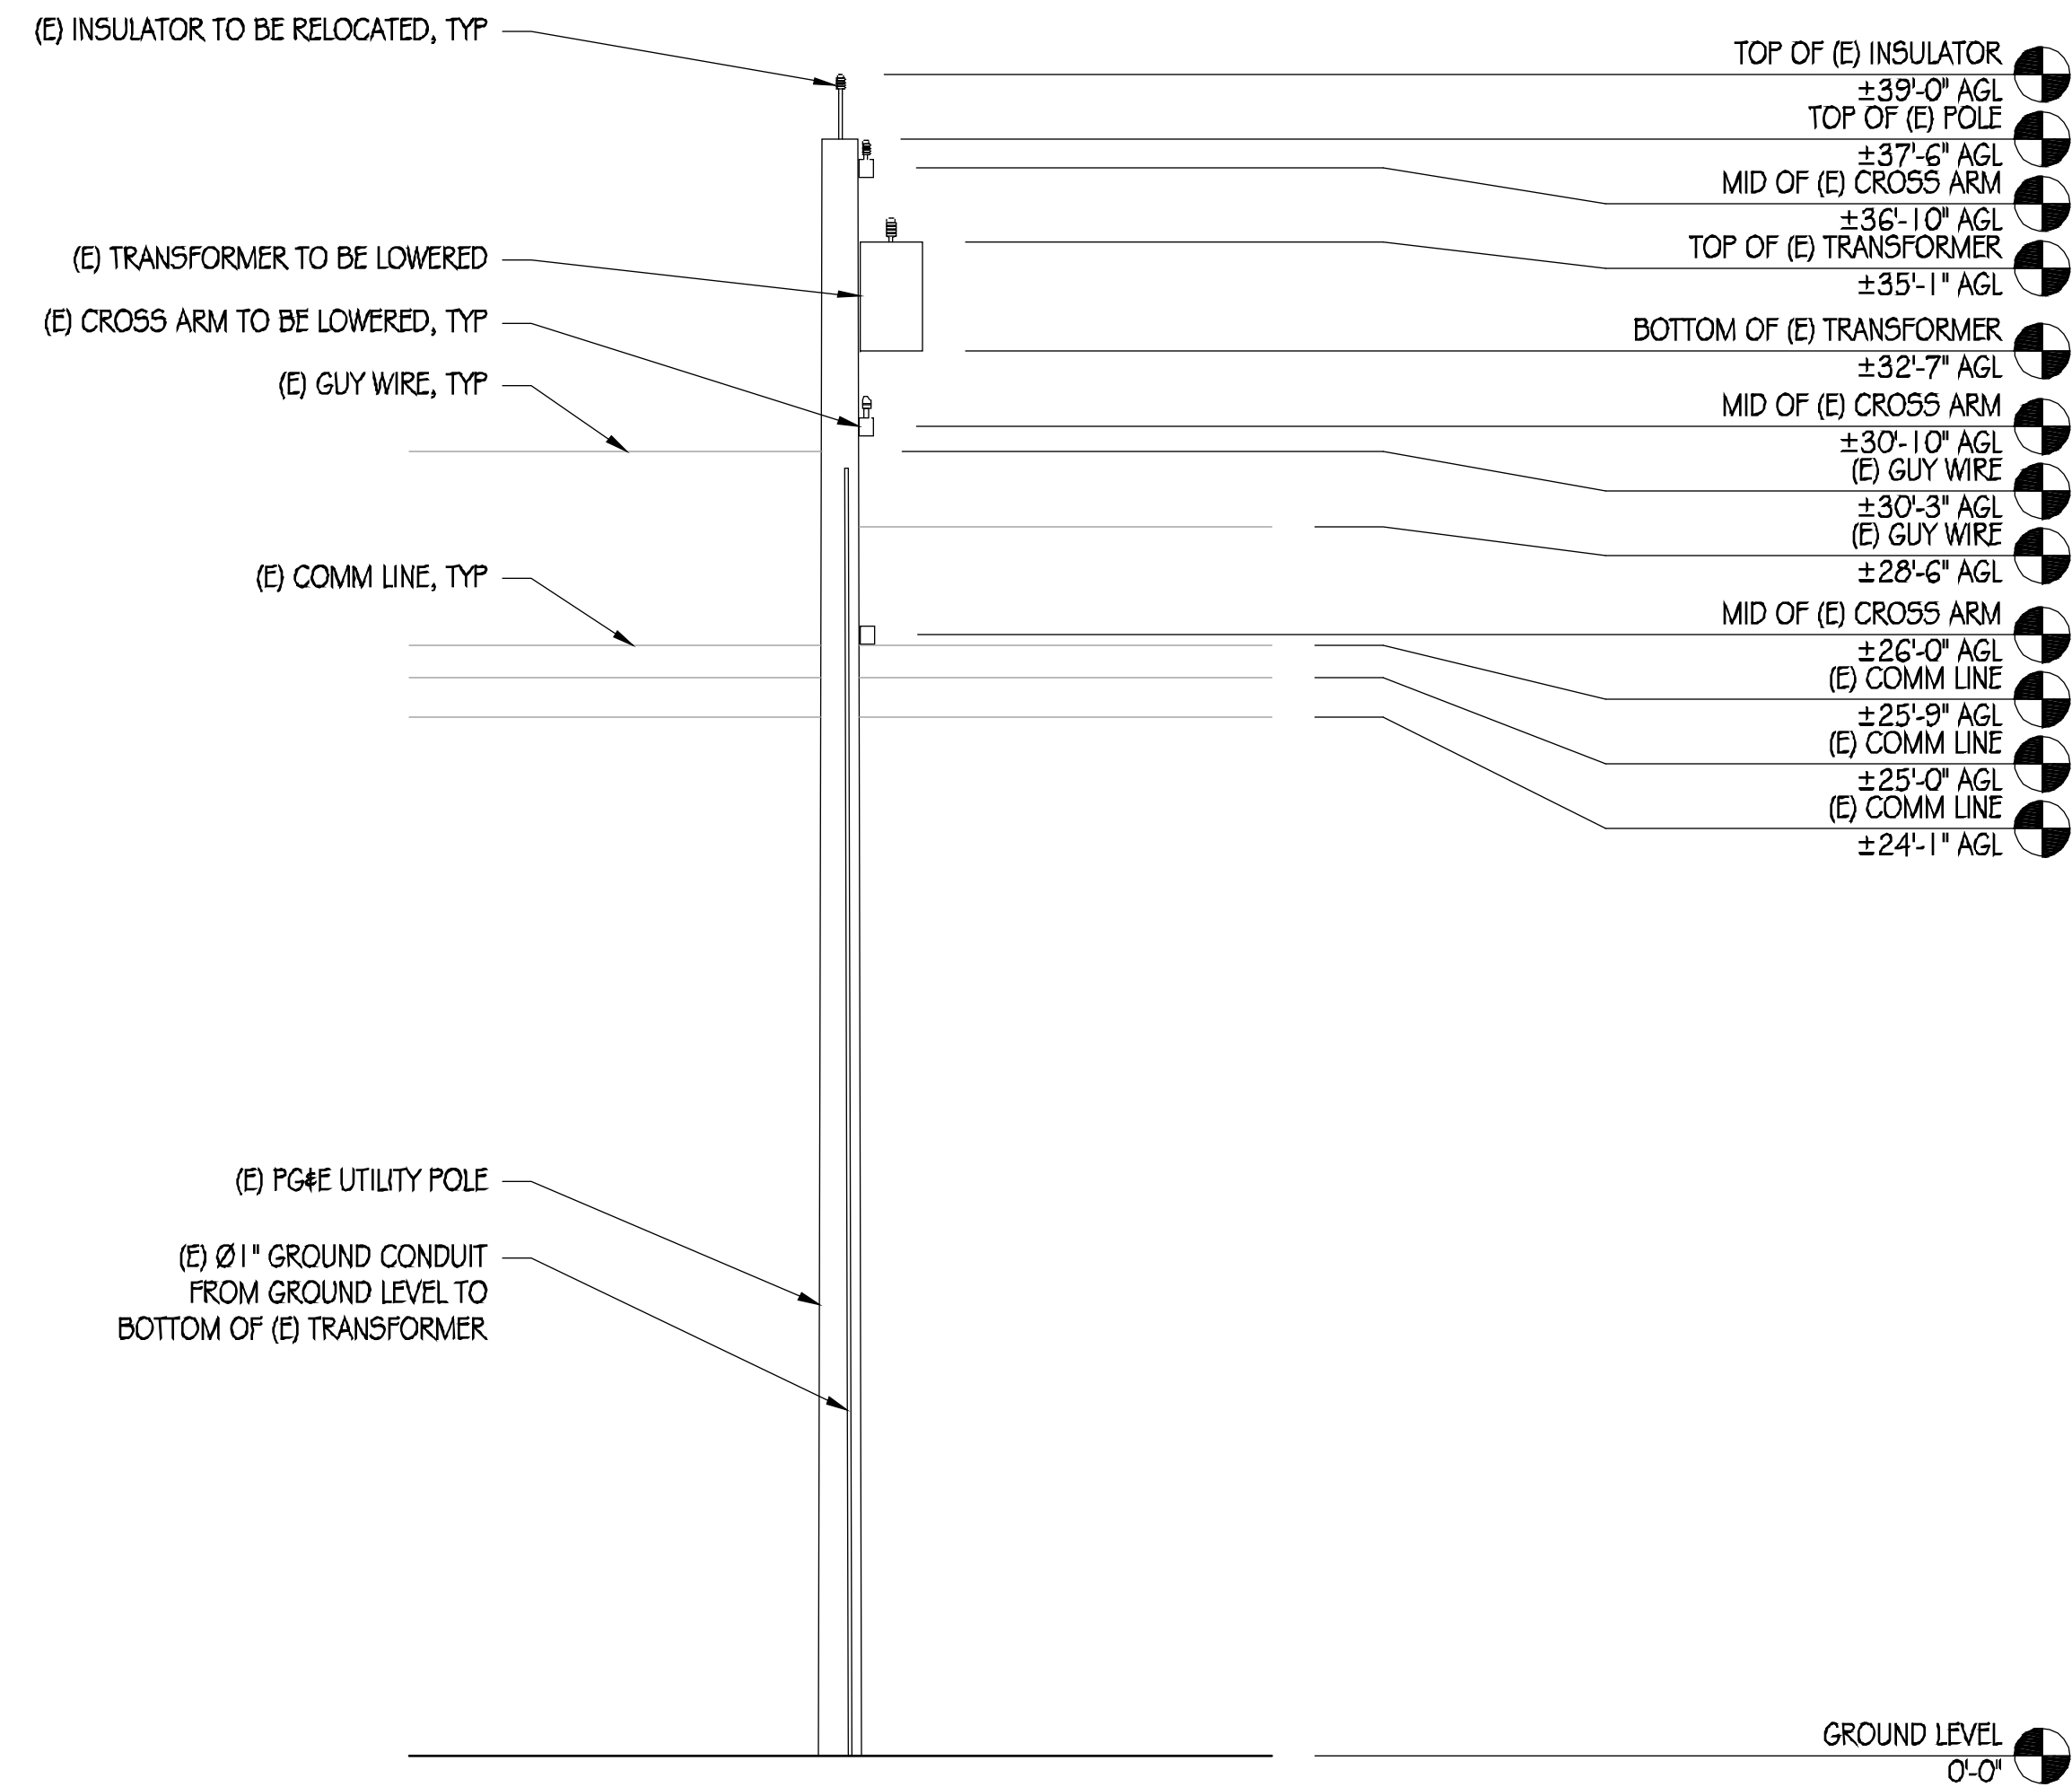 (E) INSULATOR TO BE RELOCATED, TYP
(E) TRANSFORMER TO BE LOWERED
(E) CROSS ARM TO BE LOWERED, TYP
(E) GUY WIRE, TYP
(E) COMM LINE, TYP
(E) PG&E UTILITY POLE
(E) Ø1" GROUND CONDUIT
FROM GROUND LEVEL TO
BOTTOM OF (E) TRANSFORMER
TOP OF (E) INSULATOR
±39'-0" AGL
TOP OF (E) POLE
±37'-6" AGL
MID OF (E) CROSS ARM
±36'-10" AGL
TOP OF (E) TRANSFORMER
±35'-1" AGL
BOTTOM OF (E) TRANSFORMER
±32'-7" AGL
MID OF (E) CROSS ARM
±30'-10" AGL
(E) GUY WIRE
±30'-3" AGL
(E) GUY WIRE
±28'-6" AGL
MID OF (E) CROSS ARM
±26'-0" AGL
(E) COMM LINE
±25'-9" AGL
(E) COMM LINE
±25'-0" AGL
(E) COMM LINE
±24'-1" AGL
GROUND LEVEL
0'-0"